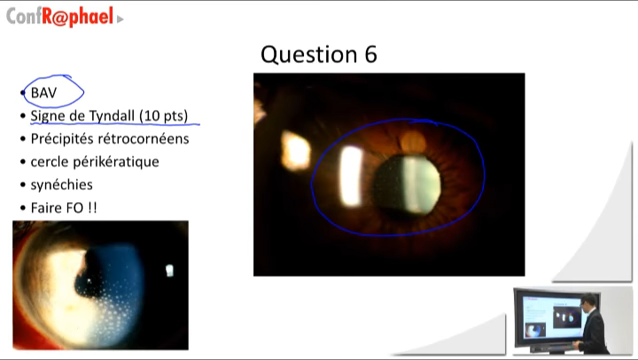 ConfR@phael
Question 6
• BAV
• Signe de Tyndall (10 pts)
• Précipités rétrocornéens
• cercle périkératique
• synéchies
• Faire FO !!